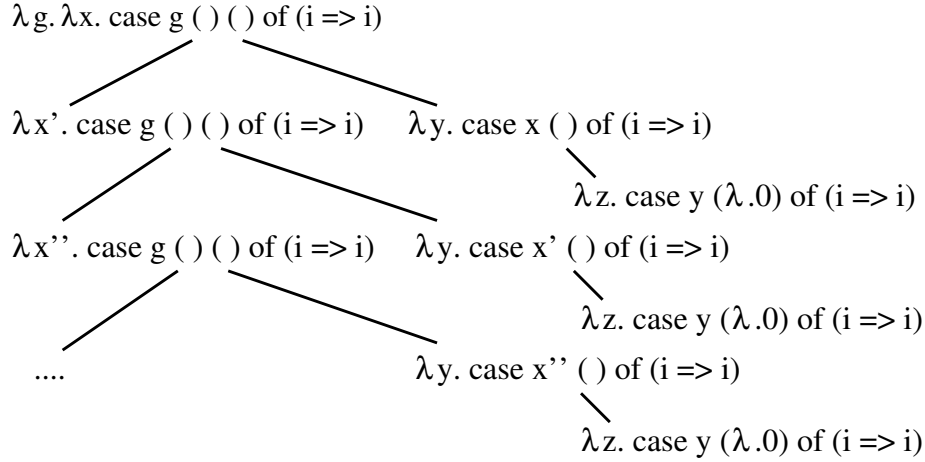 λg. λx. case g ( ) ( ) of (i => i)
λx'. case g ( ) ( ) of (i => i) λy. case x ( ) of (i => i)
λz. case y (λ.0) of (i => i)
λx''. case g ( ) ( ) of (i => i) λy. case x' ( ) of (i => i)
λz. case y (λ.0) of (i => i)
.... λy. case x'' ( ) of (i => i)
λz. case y (λ.0) of (i => i)